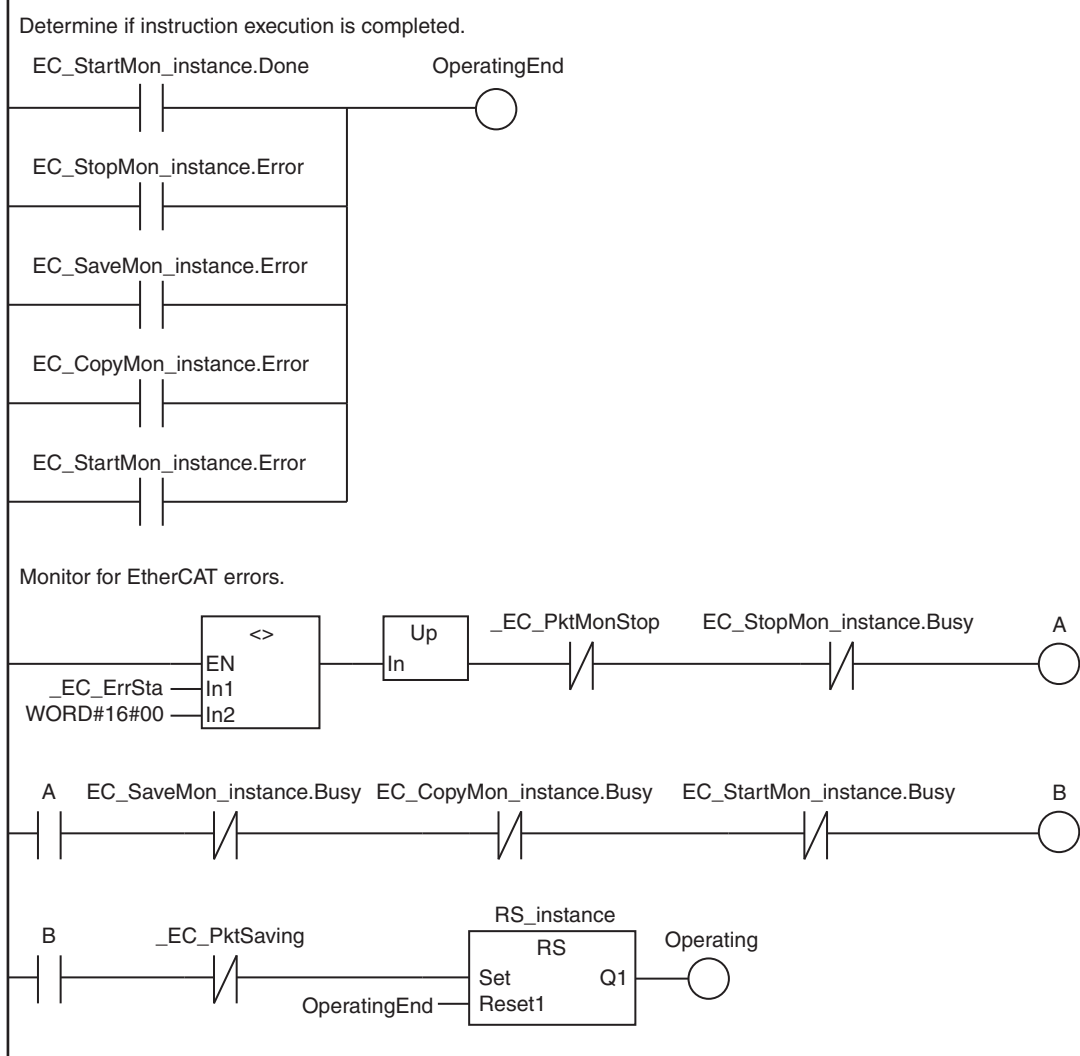 Determine if instruction execution is completed.
EC_StartMon_instance.Done OperatingEnd
EC_StopMon_instance.Error
EC_SaveMon_instance.Error
EC_CopyMon_instance.Error
EC_StartMon_instance.Error
Monitor for EtherCAT errors.
_EC_PktMonStop EC_StopMon_instance.Busy A
<> Up
EN In
_EC_ErrSta In1
WORD#16#00 In2
A EC_SaveMon_instance.Busy EC_CopyMon_instance.Busy EC_StartMon_instance.Busy B
RS_instance
B _EC_PktSaving RS Operating
Set Q1
OperatingEnd Reset1